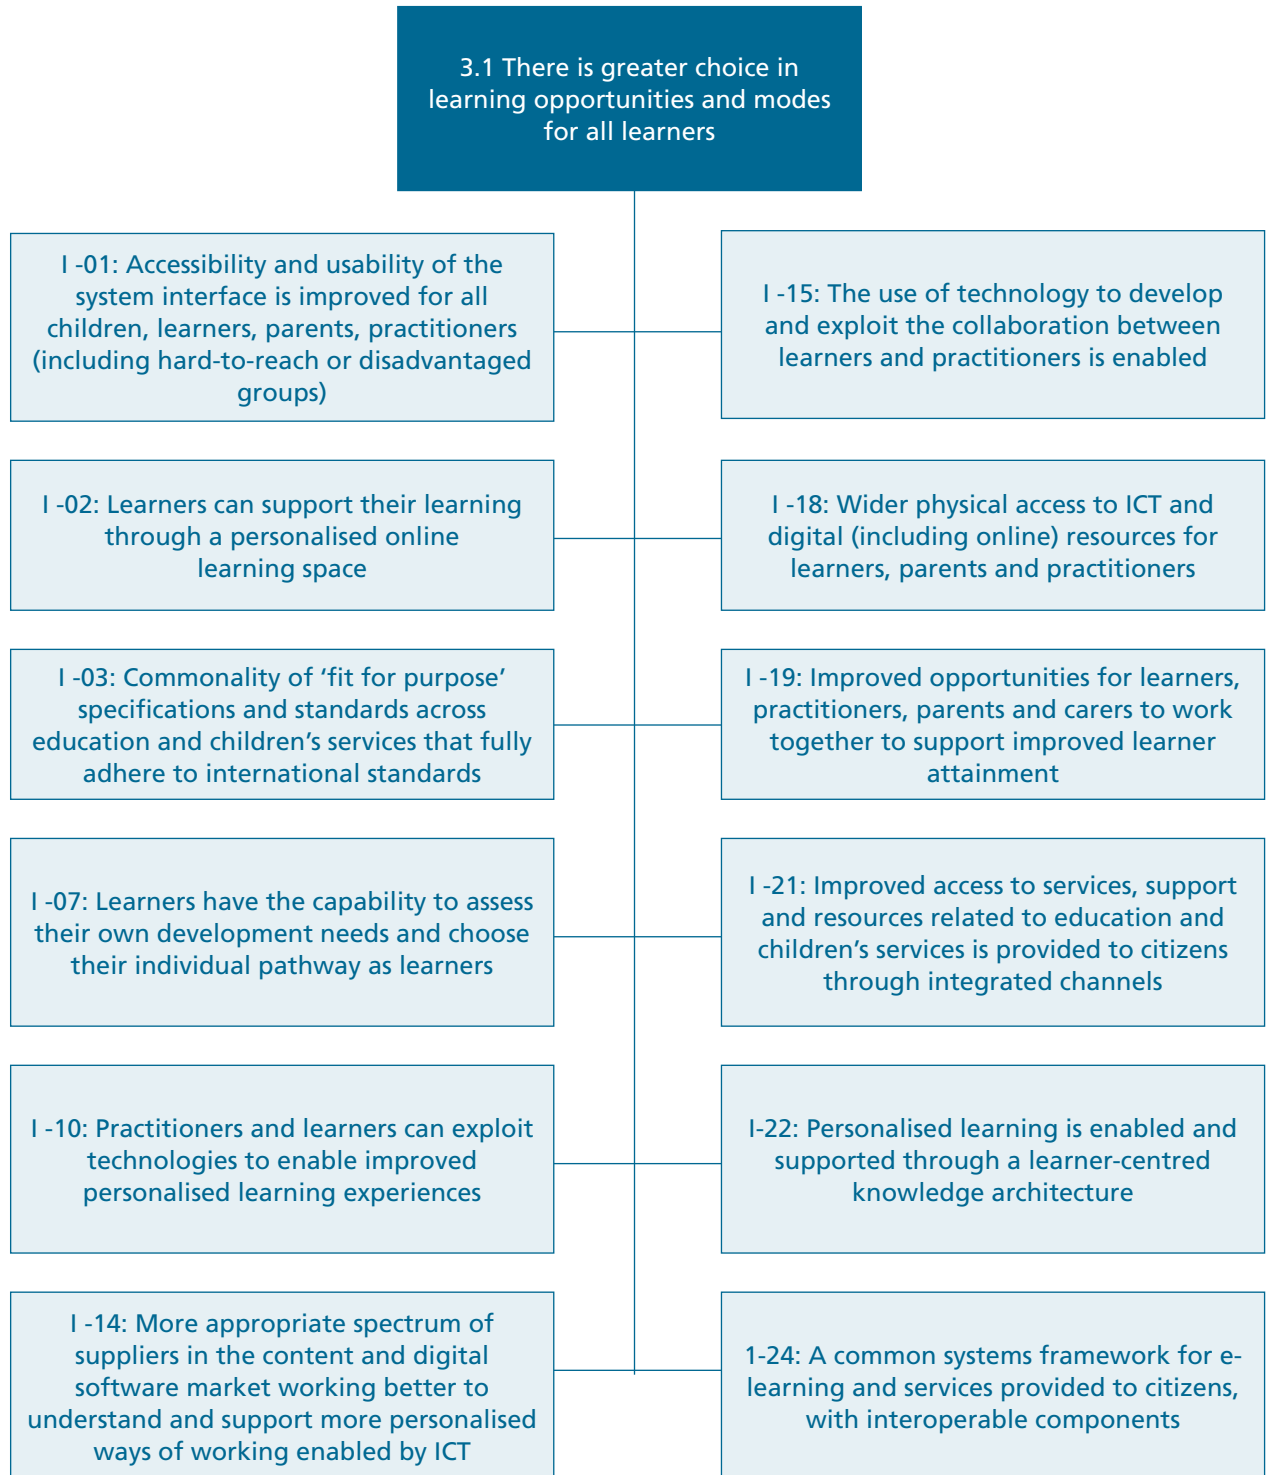 3.1 There is greater choice in
learning opportunities and modes
for all learners
I -01: Accessibility and usability of the
system interface is improved for all
children, learners, parents, practitioners
(including hard-to-reach or disadvantaged
groups)
I -15: The use of technology to develop
and exploit the collaboration between
learners and practitioners is enabled
I -02: Learners can support their learning
through a personalised online
learning space
I -18: Wider physical access to ICT and
digital (including online) resources for
learners, parents and practitioners
I -03: Commonality of ‘fit for purpose’
specifications and standards across
education and children’s services that fully
adhere to international standards
I -19: Improved opportunities for learners,
practitioners, parents and carers to work
together to support improved learner
attainment
I -07: Learners have the capability to assess
their own development needs and choose
their individual pathway as learners
I -21: Improved access to services, support
and resources related to education and
children’s services is provided to citizens
through integrated channels
I -10: Practitioners and learners can exploit
technologies to enable improved
personalised learning experiences
I-22: Personalised learning is enabled and
supported through a learner-centred
knowledge architecture
I -14: More appropriate spectrum of
suppliers in the content and digital
software market working better to
understand and support more personalised
ways of working enabled by ICT
1-24: A common systems framework for e-
learning and services provided to citizens,
with interoperable components